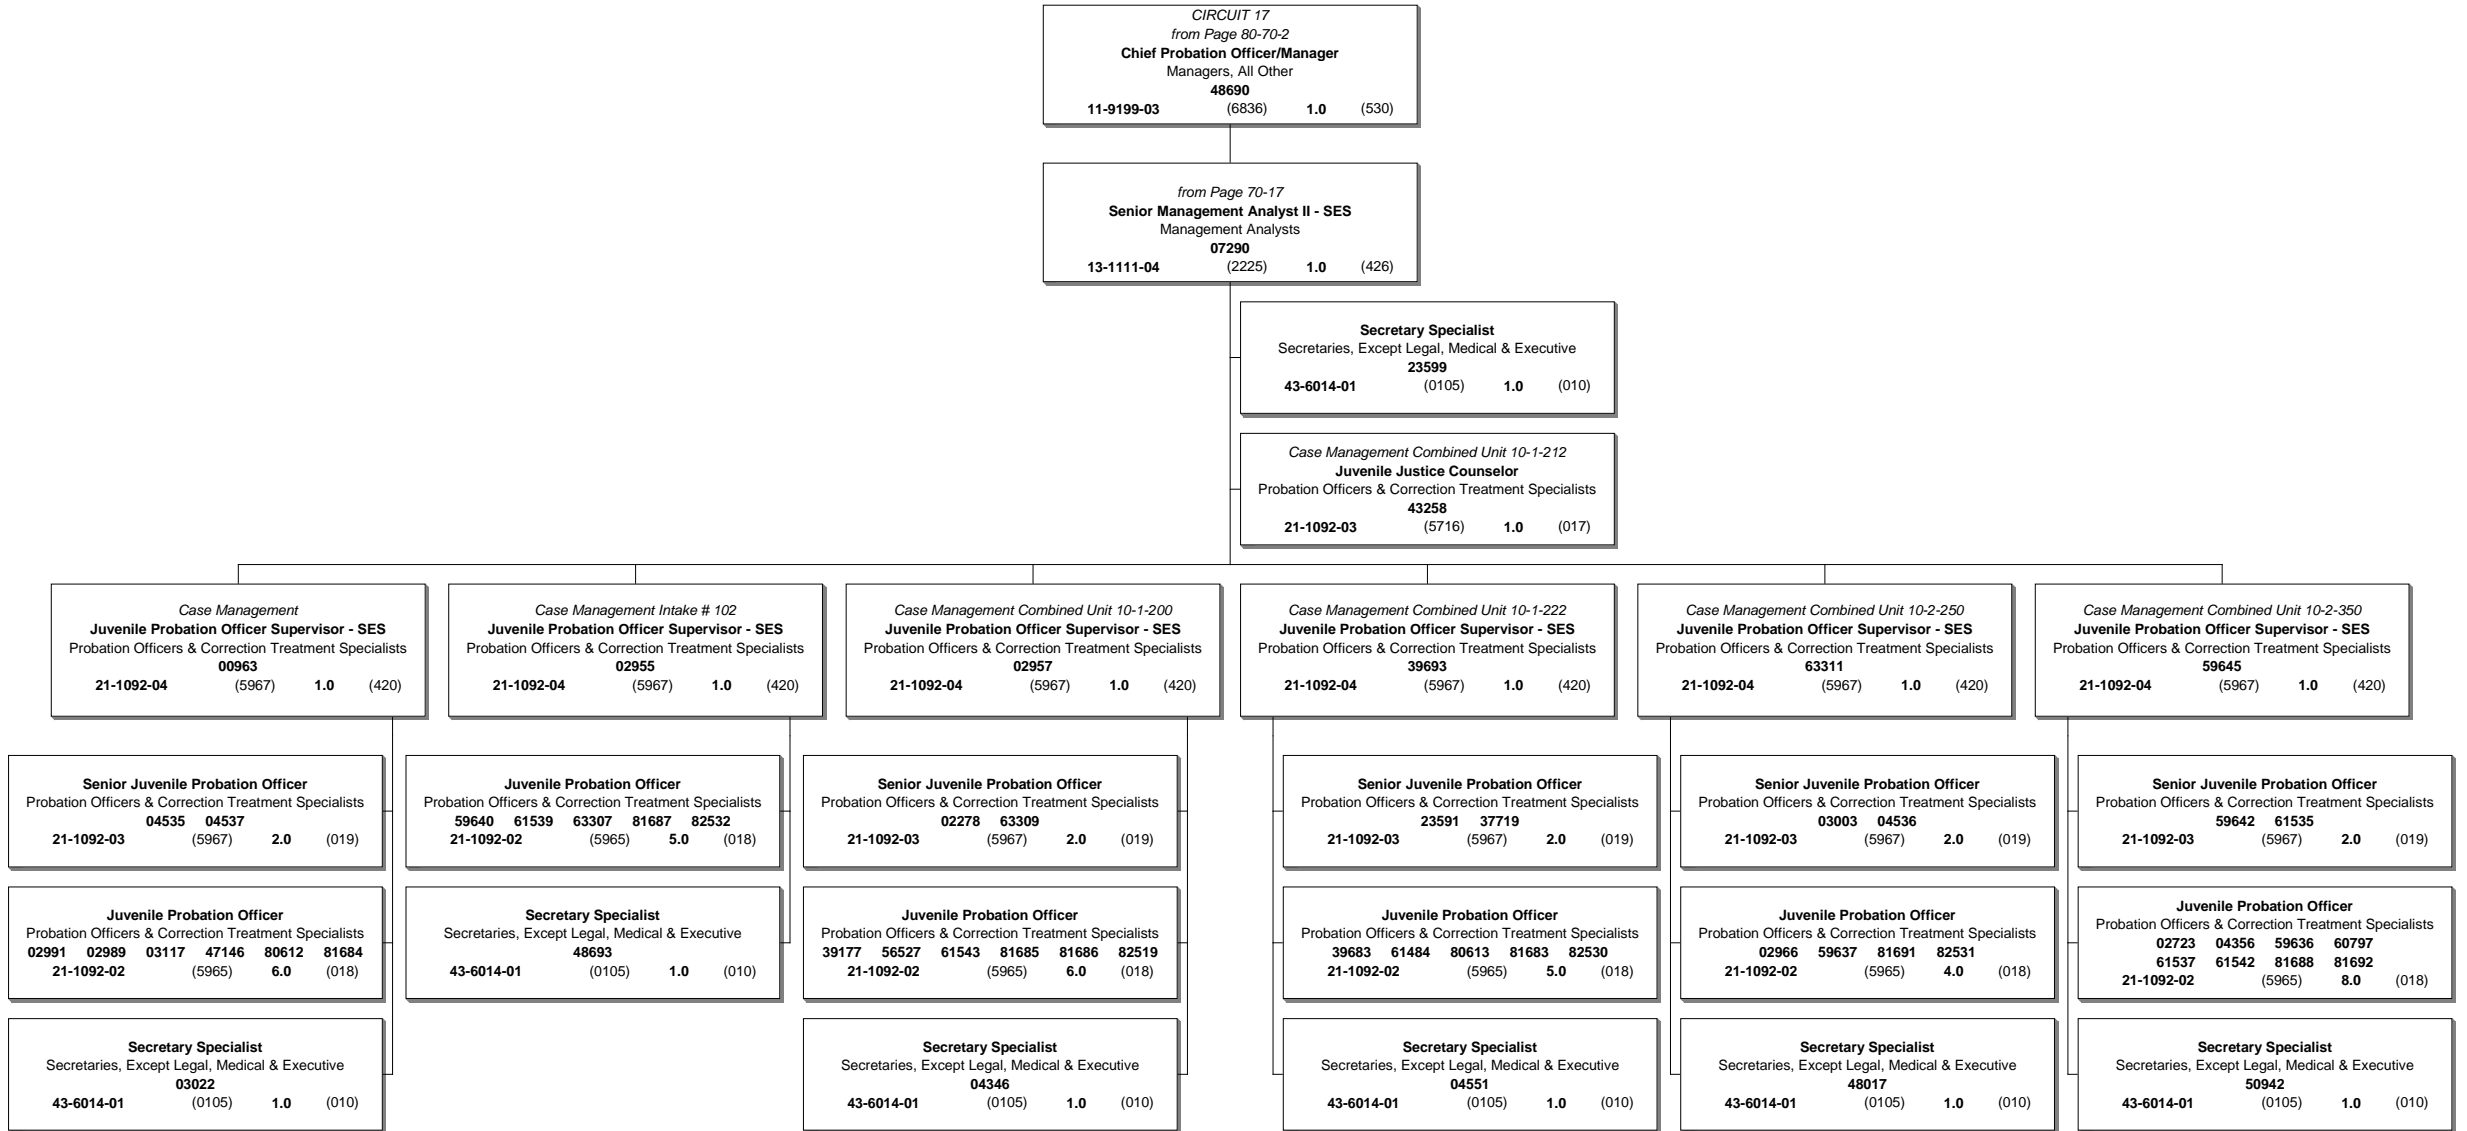 CIRCUIT 17
from Page 80-70-2
Chief Probation Officer/Manager
Managers, All Other
48690
11-9199-03 (6836) 1.0 (530)
from Page 70-17
Senior Management Analyst II - SES
Management Analysts
07290
13-1111-04 (2225) 1.0 (426)
Secretary Specialist
Secretaries, Except Legal, Medical & Executive
23599
43-6014-01 (0105) 1.0 (010)
Case Management Combined Unit 10-1-212
Juvenile Justice Counselor
Probation Officers & Correction Treatment Specialists
43258
21-1092-03 (5716) 1.0 (017)
Case Management
Juvenile Probation Officer Supervisor - SES
Probation Officers & Correction Treatment Specialists
00963
21-1092-04 (5967) 1.0 (420)
Senior Juvenile Probation Officer
Probation Officers & Correction Treatment Specialists
04535 04537
21-1092-03 (5967) 2.0 (019)
Juvenile Probation Officer
Probation Officers & Correction Treatment Specialists
02991 02989 03117 47146 80612 81684
21-1092-02 (5965) 6.0 (018)
Secretary Specialist
Secretaries, Except Legal, Medical & Executive
03022
43-6014-01 (0105) 1.0 (010)
Case Management Intake # 102
Juvenile Probation Officer Supervisor - SES
Probation Officers & Correction Treatment Specialists
02955
21-1092-04 (5967) 1.0 (420)
Juvenile Probation Officer
Probation Officers & Correction Treatment Specialists
59640 61539 63307 81687 82532
21-1092-02 (5965) 5.0 (018)
Secretary Specialist
Secretaries, Except Legal, Medical & Executive
48693
43-6014-01 (0105) 1.0 (010)
Case Management Combined Unit 10-1-200
Juvenile Probation Officer Supervisor - SES
Probation Officers & Correction Treatment Specialists
02957
21-1092-04 (5967) 1.0 (420)
Senior Juvenile Probation Officer
Probation Officers & Correction Treatment Specialists
02278 63309
21-1092-03 (5967) 2.0 (019)
Juvenile Probation Officer
Probation Officers & Correction Treatment Specialists
39177 56527 61543 81685 81686 82519
21-1092-02 (5965) 6.0 (018)
Secretary Specialist
Secretaries, Except Legal, Medical & Executive
04346
43-6014-01 (0105) 1.0 (010)
Case Management Combined Unit 10-1-222
Juvenile Probation Officer Supervisor - SES
Probation Officers & Correction Treatment Specialists
39693
21-1092-04 (5967) 1.0 (420)
Senior Juvenile Probation Officer
Probation Officers & Correction Treatment Specialists
23591 37719
21-1092-03 (5967) 2.0 (019)
Juvenile Probation Officer
Probation Officers & Correction Treatment Specialists
39683 61484 80613 81683 82530
21-1092-02 (5965) 5.0 (018)
Secretary Specialist
Secretaries, Except Legal, Medical & Executive
04551
43-6014-01 (0105) 1.0 (010)
Case Management Combined Unit 10-2-250
Juvenile Probation Officer Supervisor - SES
Probation Officers & Correction Treatment Specialists
63311
21-1092-04 (5967) 1.0 (420)
Senior Juvenile Probation Officer
Probation Officers & Correction Treatment Specialists
03003 04536
21-1092-03 (5967) 2.0 (019)
Juvenile Probation Officer
Probation Officers & Correction Treatment Specialists
02966 59637 81691 82531
21-1092-02 (5965) 4.0 (018)
Secretary Specialist
Secretaries, Except Legal, Medical & Executive
48017
43-6014-01 (0105) 1.0 (010)
Case Management Combined Unit 10-2-350
Juvenile Probation Officer Supervisor - SES
Probation Officers & Correction Treatment Specialists
59645
21-1092-04 (5967) 1.0 (420)
Senior Juvenile Probation Officer
Probation Officers & Correction Treatment Specialists
59642 61535
21-1092-03 (5967) 2.0 (019)
Juvenile Probation Officer
Probation Officers & Correction Treatment Specialists
02723 04356 59636 60797
61537 61542 81688 81692
21-1092-02 (5965) 8.0 (018)
Secretary Specialist
Secretaries, Except Legal, Medical & Executive
50942
43-6014-01 (0105) 1.0 (010)